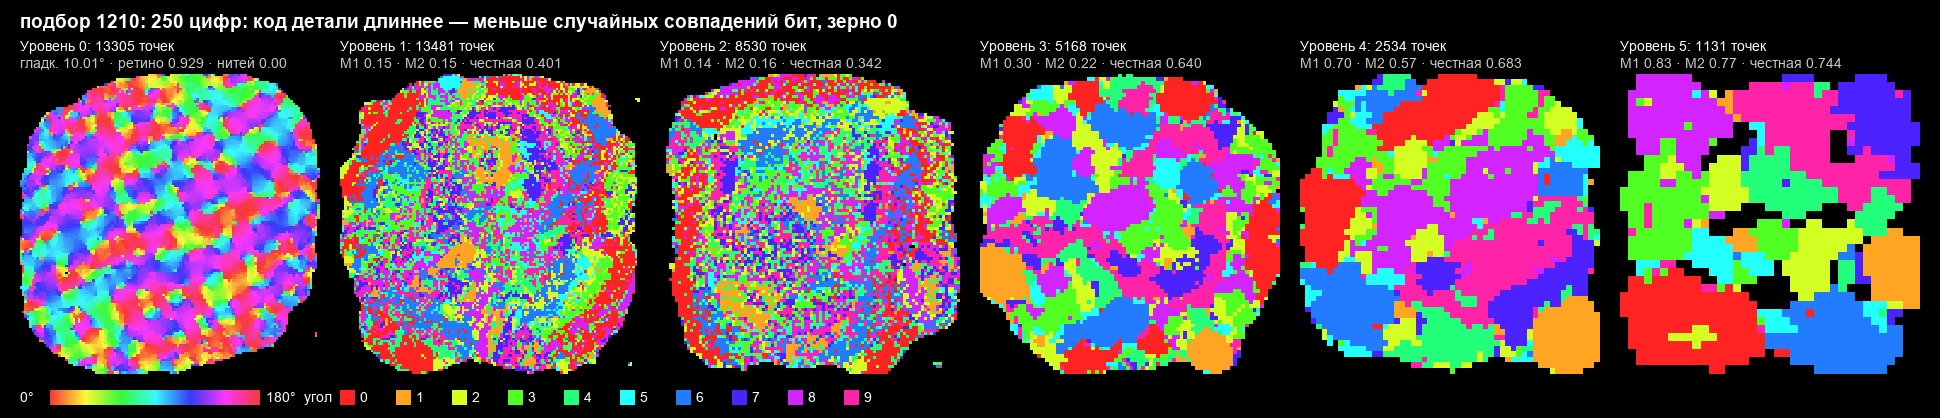 подбор 1210: 250 цифр: код детали длиннее — меньше случайных совпадений бит, зерно 0
Уровень 0: 13305 точек
гладк. 10.01° · ретино 0.929 · нитей 0.00
Уровень 1: 13481 точек
M1 0.15 · M2 0.15 · честная 0.401
Уровень 2: 8530 точек
M1 0.14 · M2 0.16 · честная 0.342
Уровень 3: 5168 точек
M1 0.30 · M2 0.22 · честная 0.640
Уровень 4: 2534 точек
M1 0.70 · M2 0.57 · честная 0.683
Уровень 5: 1131 точек
M1 0.83 · M2 0.77 · честная 0.744
0° 180° угол 0 1 2 3 4 5 6 7 8 9